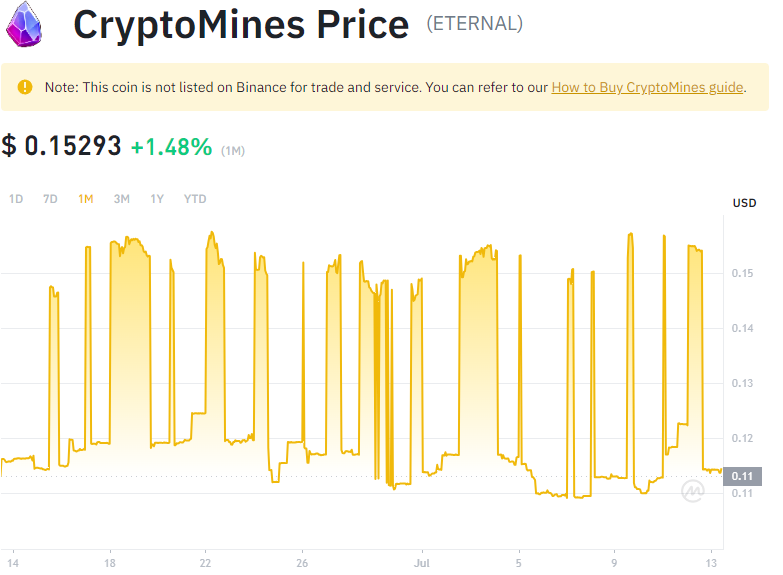 CryptoMines Price (ETERNAL)
Note: This coin is not listed on Binance for trade and service. You can refer to our How to Buy CryptoMines guide.
$ 0.15293 +1.48% (1M)
1D 7D 1M 3M 1Y YTD
USD
0.15
0.14
0.13
0.12
0.11
0.11
14 18 22 26 Jul 5 9 13